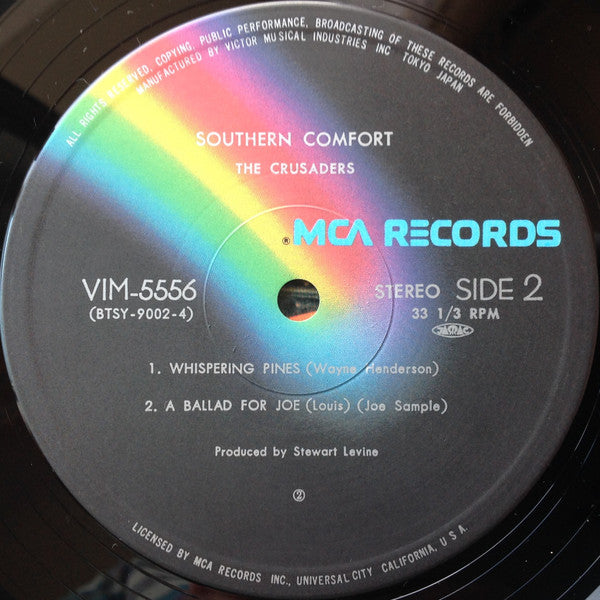 ALL RIGHTS RESERVED, COPYING, PUBLIC PERFORMANCE, BROADCASTING OF THESE RECORDS ARE FORBIDDEN
MANUFACTURED BY VICTOR MUSICAL INDUSTRIES INC TOKYO JAPAN
SOUTHERN COMFORT
THE CRUSADERS
® MCA RECORDS
VIM-5556
(BTSY-9002-4)
STEREO SIDE 2
33 1/3 RPM
JASRAC
1. WHISPERING PINES (Wayne Henderson)
2. A BALLAD FOR JOE (Louis) (Joe Sample)
Produced by Stewart Levine
②
LICENSED BY MCA RECORDS INC., UNIVERSAL CITY CALIFORNIA, U.S.A.